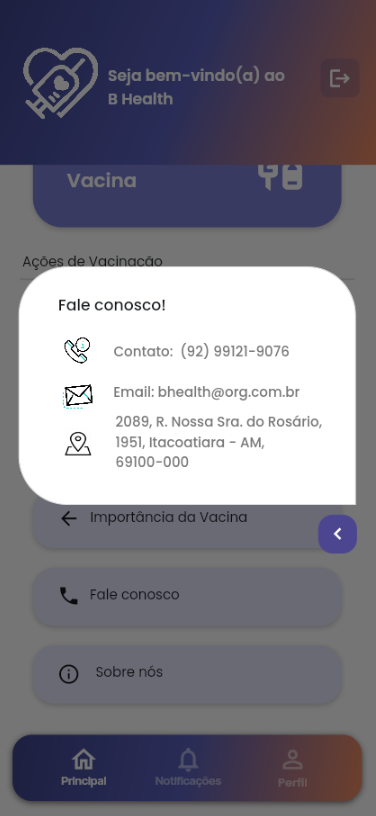 Seja bem-vindo(a) ao
B Health
Vacina
Ações de Vacinação
Fale conosco!
Contato: (92) 99121-9076
Email: bhealth@org.com.br
2089, R. Nossa Sra. do Rosário,
1951, Itacoatiara - AM,
69100-000
Importância da Vacina
Fale conosco
Sobre nós
Principal
Notificações
Perfil